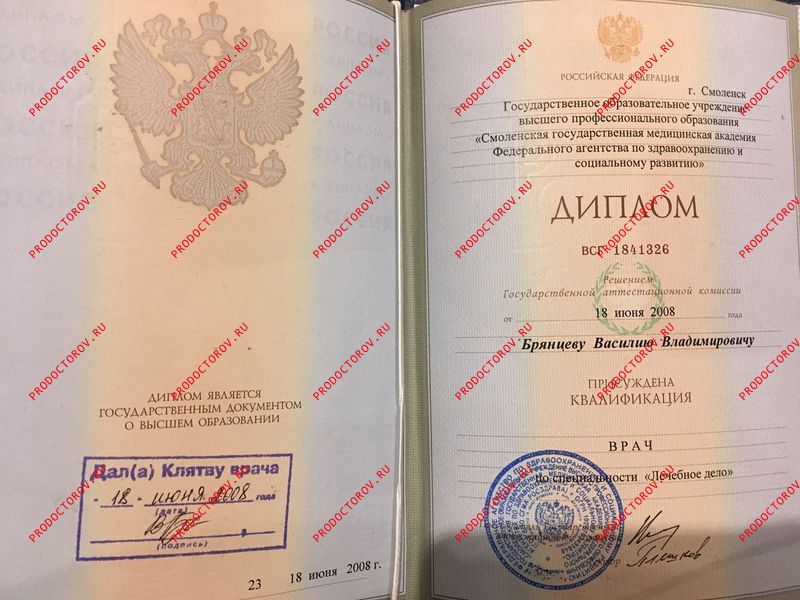 ДИПЛОМ ЯВЛЯЕТСЯ
ГОСУДАРСТВЕННЫМ ДОКУМЕНТОМ
О ВЫСШЕМ ОБРАЗОВАНИИ
Дал(а) Клятву врача
- 18 - июня 2008 года
(дата)
(подпись)
23
18 июня 2008 г.
РОССИЙСКАЯ ФЕДЕРАЦИЯ
г. Смоленск
Государственное образовательное учреждение
высшего профессионального образования
«Смоленская государственная медицинская академия
Федерального агентства по здравоохранению и
социальному развитию»
ДИПЛОМ
ВСГ 1841326
Решением
Государственной аттестационной комиссии
от 18 июня 2008 года
Брянцеву Василию Владимировичу
ПРИСУЖДЕНА
КВАЛИФИКАЦИЯ
ВРАЧ
по специальности «Лечебное дело»
PRODOCTOROV.RU